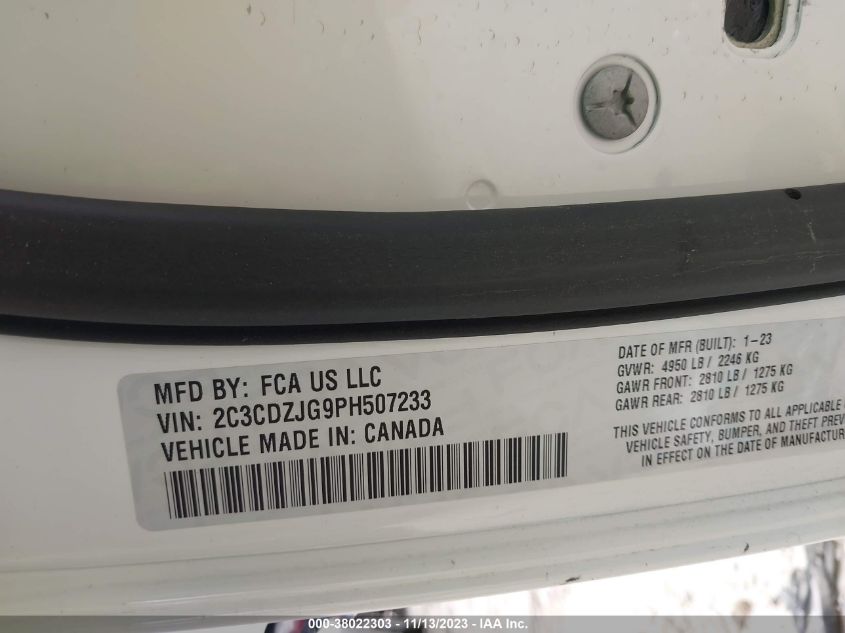 MFD BY: FCA US LLC
VIN: 2C3CDZJG9PH507233
VEHICLE MADE IN: CANADA
DATE OF MFR (BUILT): 1-23
GVWR: 4950 LB / 2246 KG
GAWR FRONT: 2810 LB / 1275 KG
GAWR REAR: 2810 LB / 1275 KG
THIS VEHICLE CONFORMS TO ALL APPLICABLE
VEHICLE SAFETY, BUMPER, AND THEFT PREV
IN EFFECT ON THE DATE OF MANUFACTUR
000-38022303 - 11/13/2023 - IAA Inc.